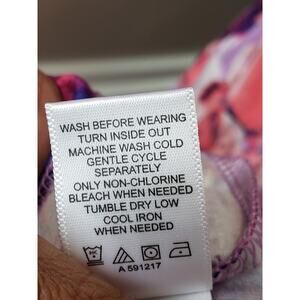 WASH BEFORE WEARING
TURN INSIDE OUT
MACHINE WASH COLD
GENTLE CYCLE
SEPARATELY
ONLY NON-CHLORINE
BLEACH WHEN NEEDED
TUMBLE DRY LOW
COOL IRON
WHEN NEEDED
A 591217